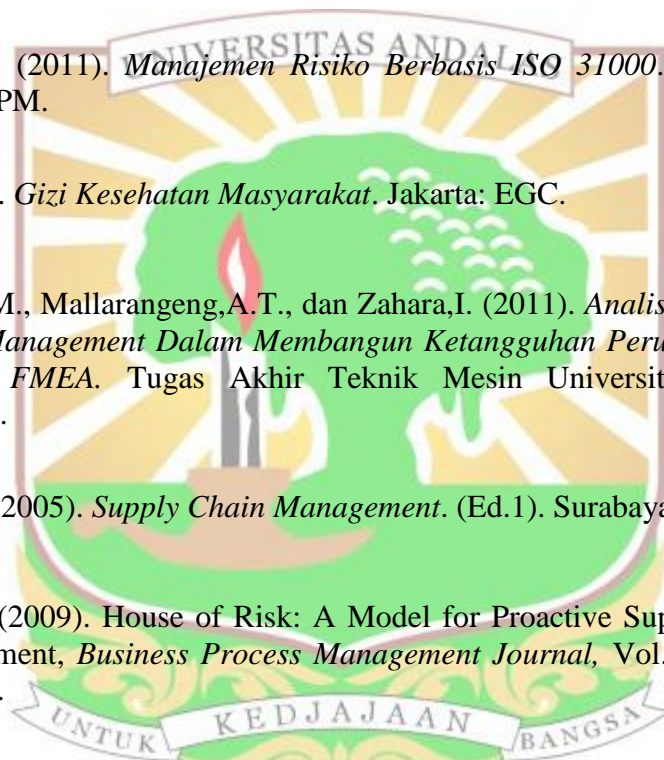 UNIVERSITAS ANDALAS
(2011). Manajemen Risiko Berbasis ISO 31000.
PM.
. Gizi Kesehatan Masyarakat. Jakarta: EGC.
M., Mallarangeng,A.T., dan Zahara,I. (2011). Analis
Management Dalam Membangun Ketangguhan Peru
FMEA. Tugas Akhir Teknik Mesin Universit
.
2005). Supply Chain Management. (Ed.1). Surabaya
(2009). House of Risk: A Model for Proactive Sup
ment, Business Process Management Journal, Vol.
.
UNTUK KEDJAJAAN BANGSA